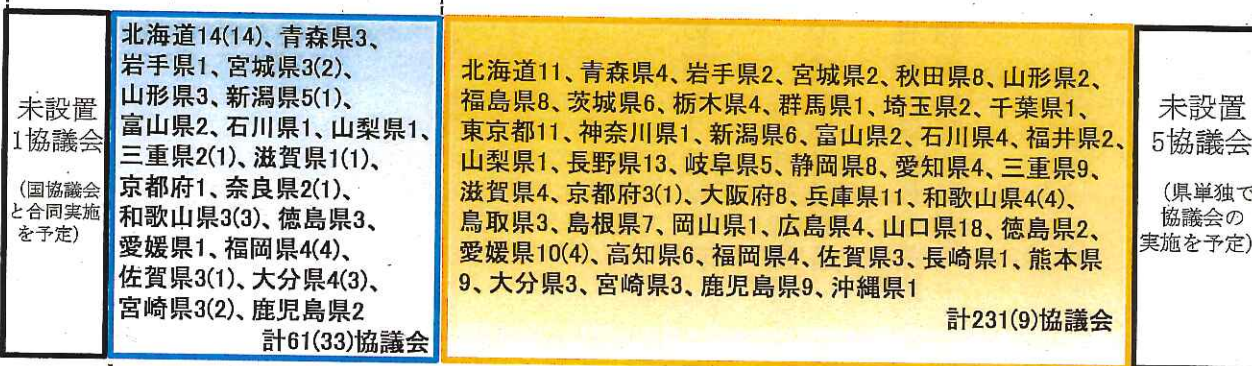 未設置
1協議会
(国協議会
と合同実施
を予定)
北海道14(14)、青森県3、
岩手県1、宮城県3(2)、
山形県3、新潟県5(1)、
富山県2、石川県1、山梨県1、
三重県2(1)、滋賀県1(1)、
京都府1、奈良県2(1)、
和歌山県3(3)、徳島県3、
愛媛県1、福岡県4(4)、
佐賀県3(1)、大分県4(3)、
宮崎県3(2)、鹿児島県2
計61(33)協議会
北海道11、青森県4、岩手県2、宮城県2、秋田県8、山形県2、
福島県8、茨城県6、栃木県4、群馬県1、埼玉県2、千葉県1、
東京都11、神奈川県1、新潟県6、富山県2、石川県4、福井県2、
山梨県1、長野県13、岐阜県5、静岡県8、愛知県4、三重県9、
滋賀県4、京都府3(1)、大阪府8、兵庫県11、和歌山県4(4)、
鳥取県3、島根県7、岡山県1、広島県4、山口県18、徳島県2、
愛媛県10(4)、高知県6、福岡県4、佐賀県3、長崎県1、熊本県
9、大分県3、宮崎県3、鹿児島県9、沖縄県1
計231(9)協議会
未設置
5協議会
(県単独で
協議会の
実施を予定)